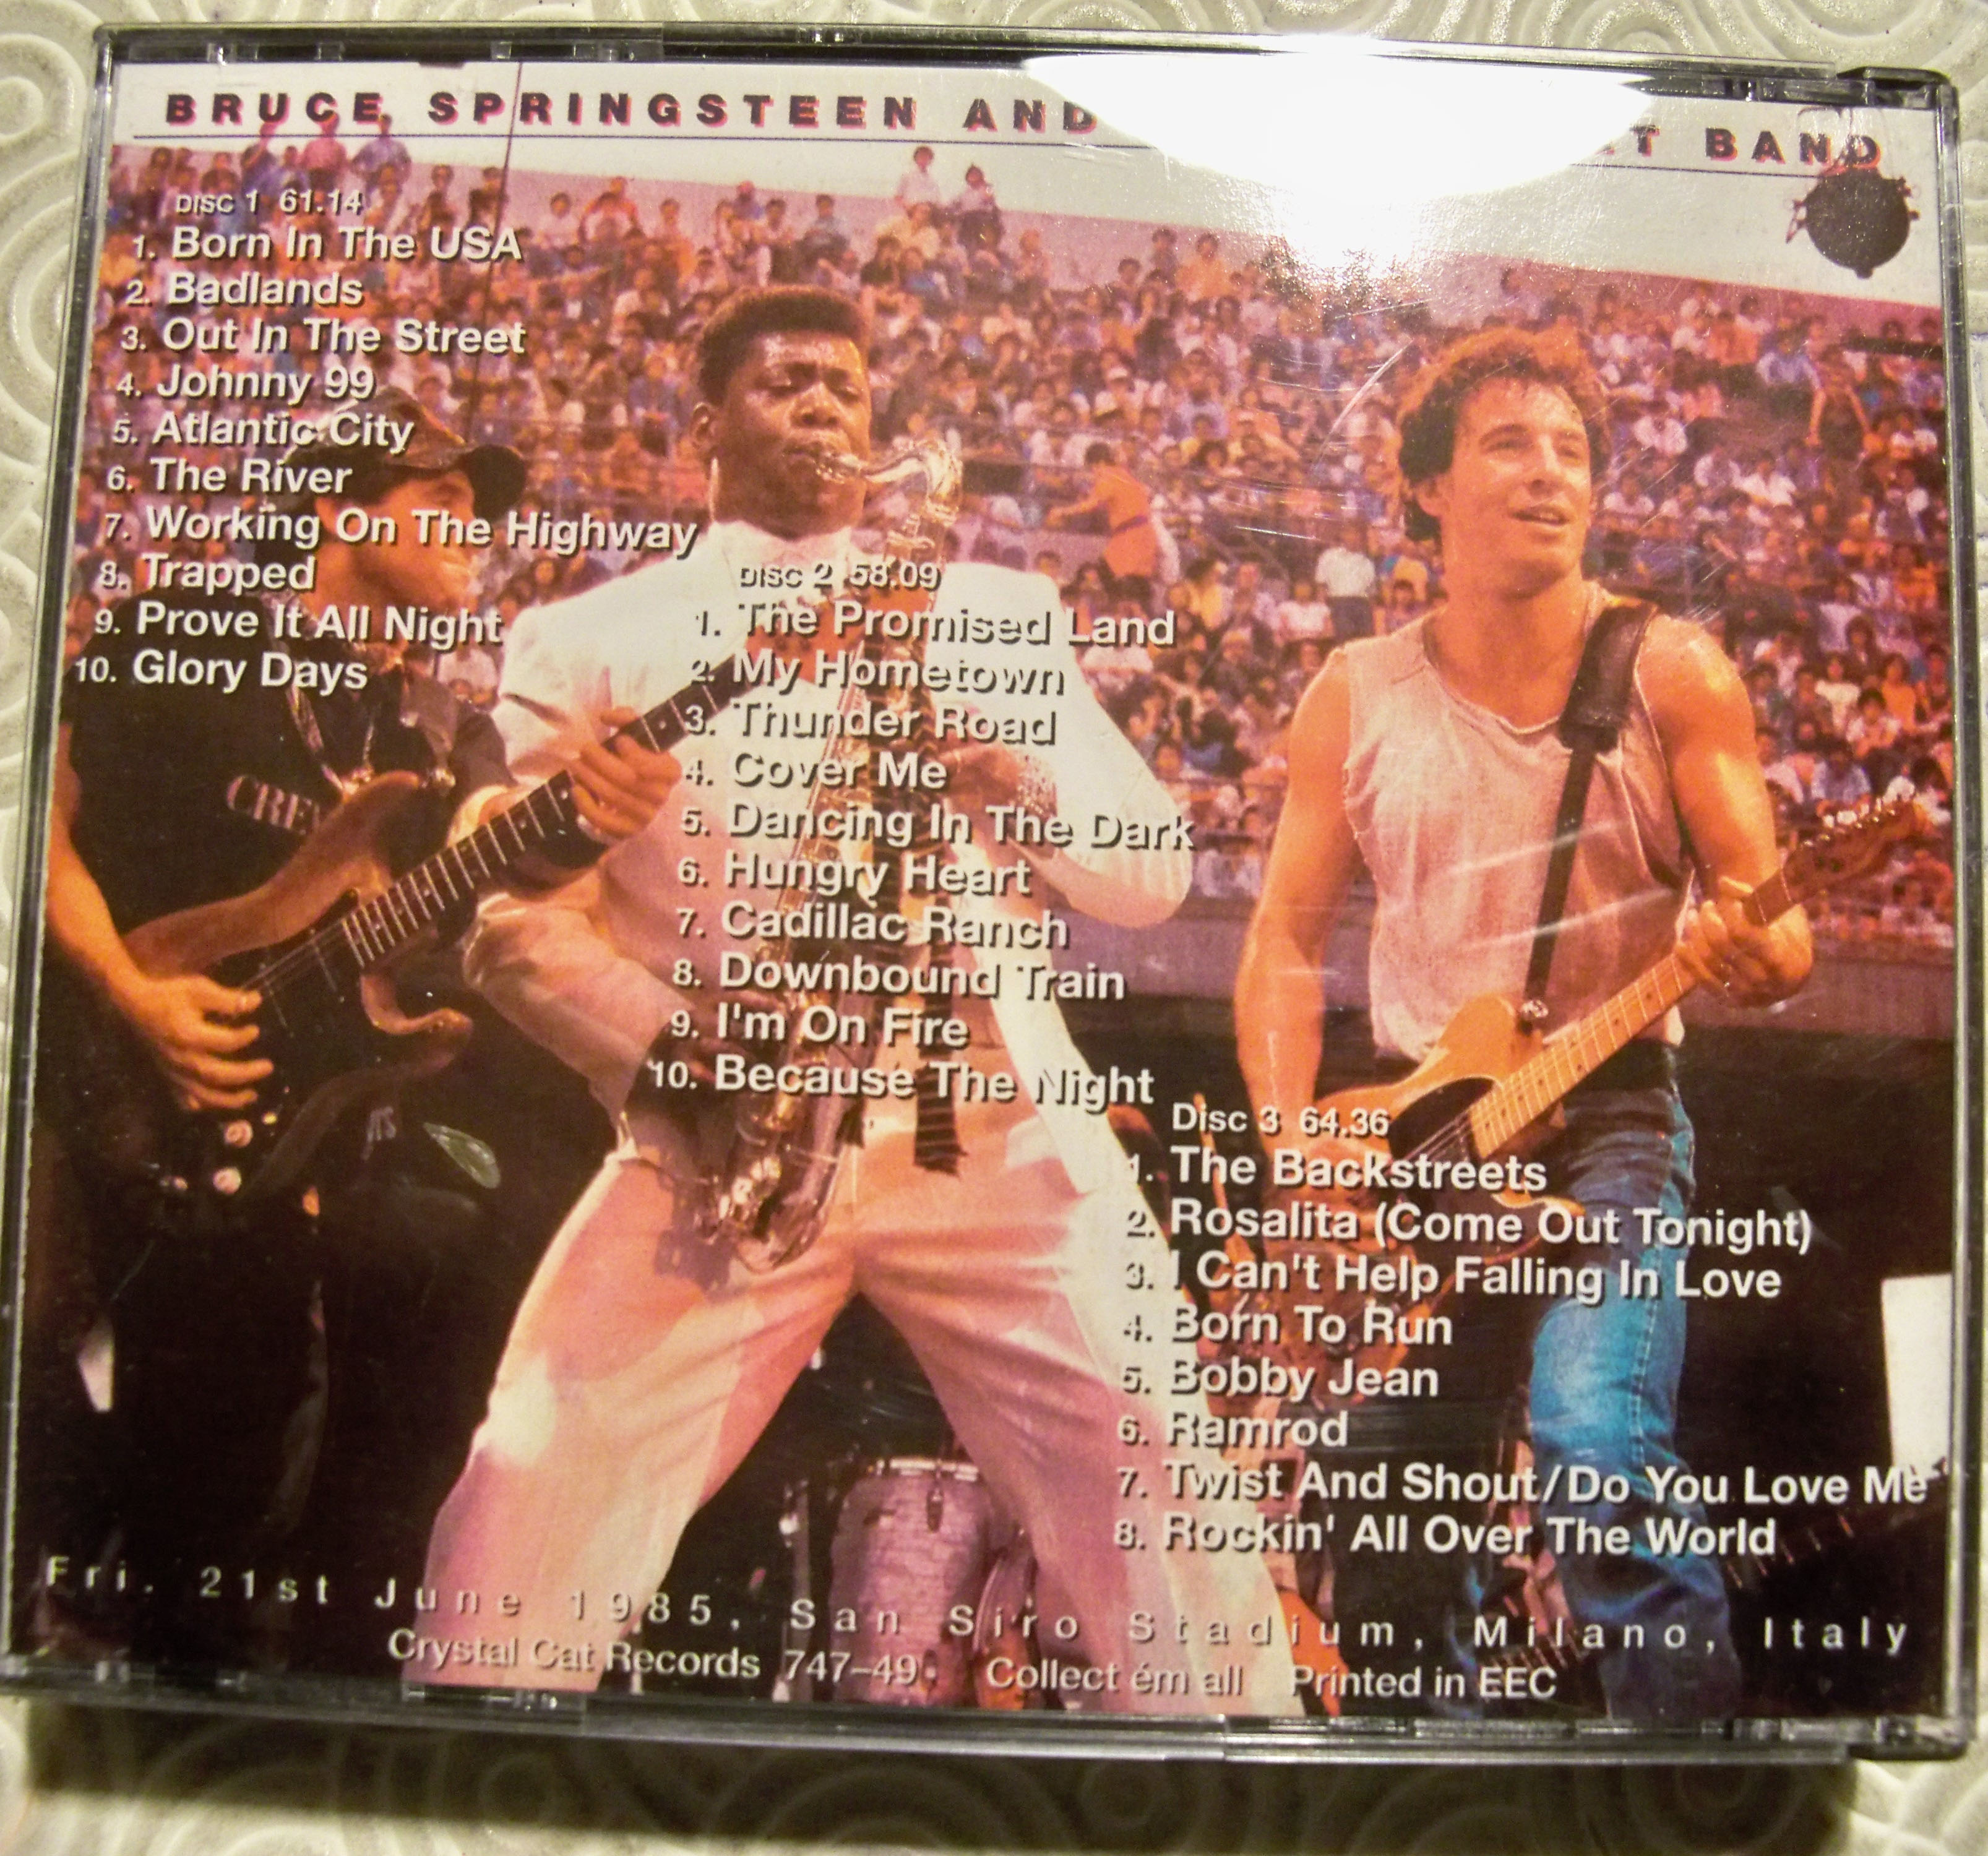 BRUCE SPRINGSTEEN AND T BAND
DISC 1 61.14
1. Born In The USA
2. Badlands
3. Out In The Street
4. Johnny 99
5. Atlantic City
6. The River
7. Working On The Highway
8. Trapped
9. Prove It All Night
10. Glory Days
DISC 2 58.09
1. The Promised Land
2. My Hometown
3. Thunder Road
4. Cover Me
5. Dancing In The Dark
6. Hungry Heart
7. Cadillac Ranch
8. Downbound Train
9. I'm On Fire
10. Because The Night
Disc 3 64.36
1. The Backstreets
2. Rosalita (Come Out Tonight)
3. I Can't Help Falling In Love
4. Born To Run
5. Bobby Jean
6. Ramrod
7. Twist And Shout/Do You Love Me
8. Rockin' All Over The World
Fri. 21st June 1985, San Siro Stadium, Milano, Italy
Crystal Cat Records 747-49. Collect ém all Printed in EEC